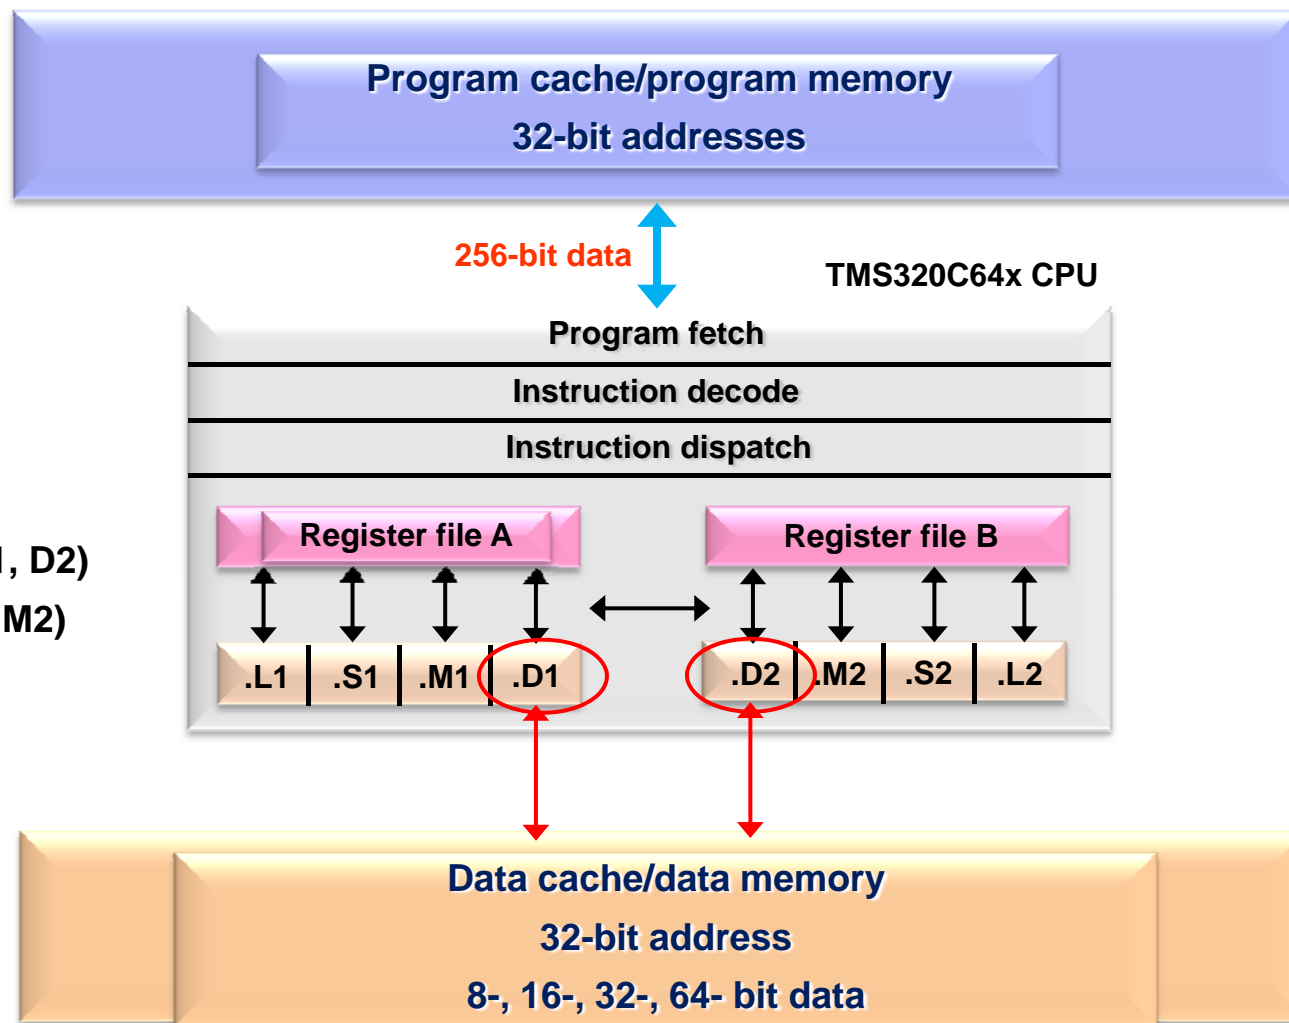 Program cache/program memory
32-bit addresses
256-bit data
TMS320C64x CPU
Program fetch
Instruction decode
Instruction dispatch
Register file A
Register file B
, D2)
M2)
.L1 .S1 .M1 .D1
.D2 .M2 .S2 .L2
Data cache/data memory
32-bit address
8-, 16-, 32-, 64- bit data